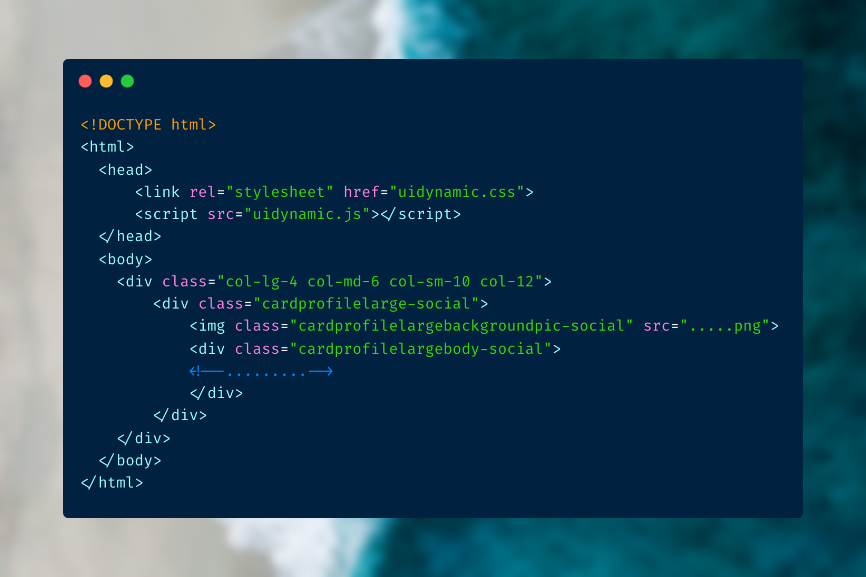 <!DOCTYPE html>
<html>
<head>
<link rel="stylesheet" href="uidynamic.css">
<script src="uidynamic.js"></script>
</head>
<body>
<div class="col-lg-4 col-md-6 col-sm-10 col-12">
<div class="cardprofilelarge-social">
<img class="cardprofilelargebackgroundpic-social" src=".....png">
<div class="cardprofilelargebody-social">
<!--.........-->
</div>
</div>
</div>
</body>
</html>